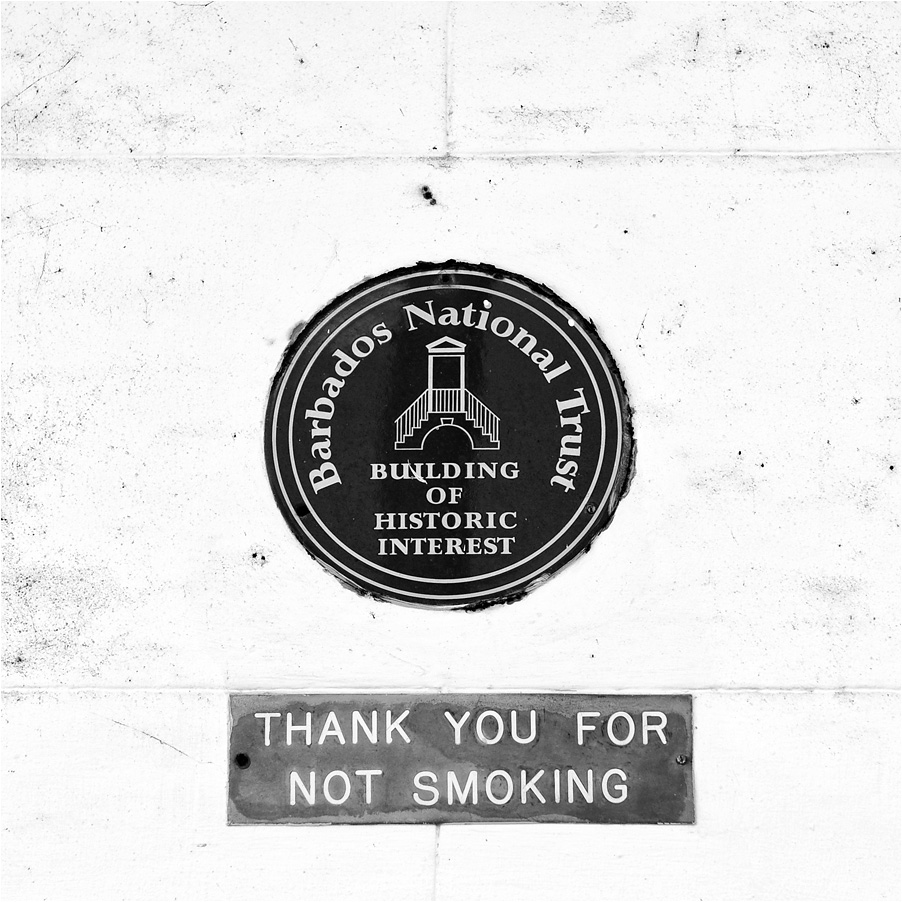 Barbados National Trust
BUILDING
OF
HISTORIC
INTEREST
THANK YOU FOR
NOT SMOKING